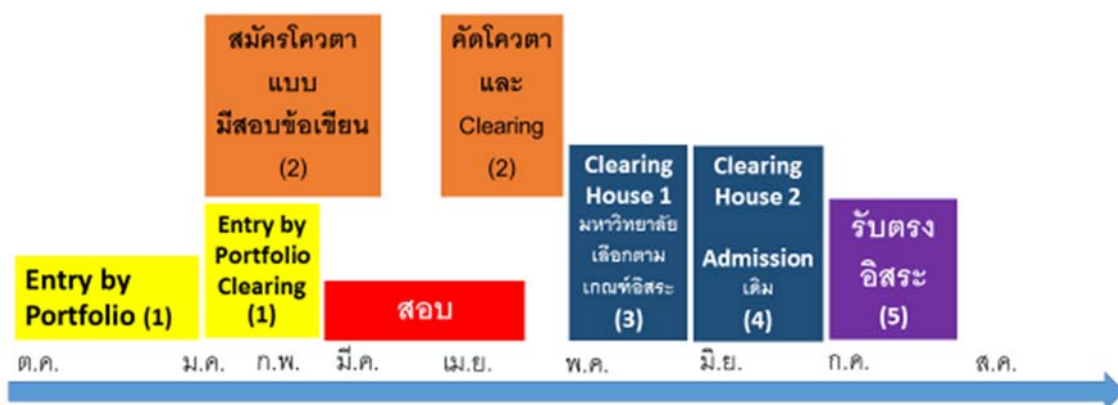 สมัครโควตา
แบบ
มีสอบข้อเขียน
(2)
คัดโควตา
และ
Clearing
(2)
Entry by
Portfolio (1)
Entry by
Portfolio
Clearing
(1)
สอบ
Clearing
House 1
มหาวิทยาลัย
เลือกตาม
เกณฑ์อิสระ
(3)
Clearing
House 2
Admission
เดิม
(4)
รับตรง
อิสระ
(5)
ต.ค. ม.ค. ก.พ. มี.ค. เม.ย. พ.ค. มิ.ย. ก.ค. ส.ค.